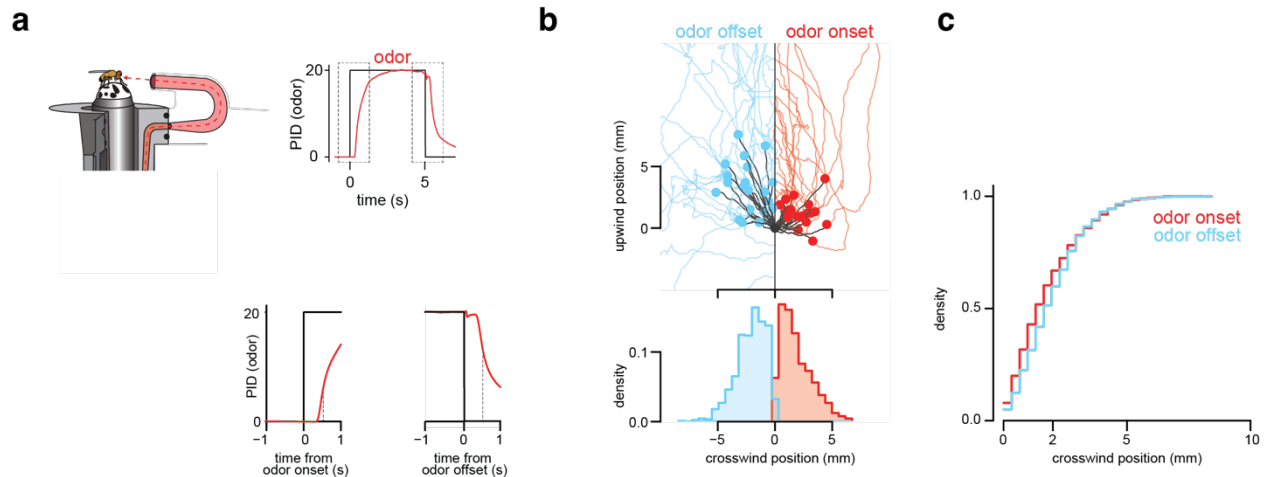 a
odor
20
PID (odor)
0
0
5
time (s)
20
PID (odor)
0
−1
0
1
time from
odor onset (s)
−1
0
1
time from
odor offset (s)
b
odor offset
odor onset
upwind position (mm)
5
0
0.1
density
0.0
−5
0
5
crosswind position (mm)
c
1.0
odor onset
odor offset
density
0.5
0.0
0
2
5
10
crosswind position (mm)